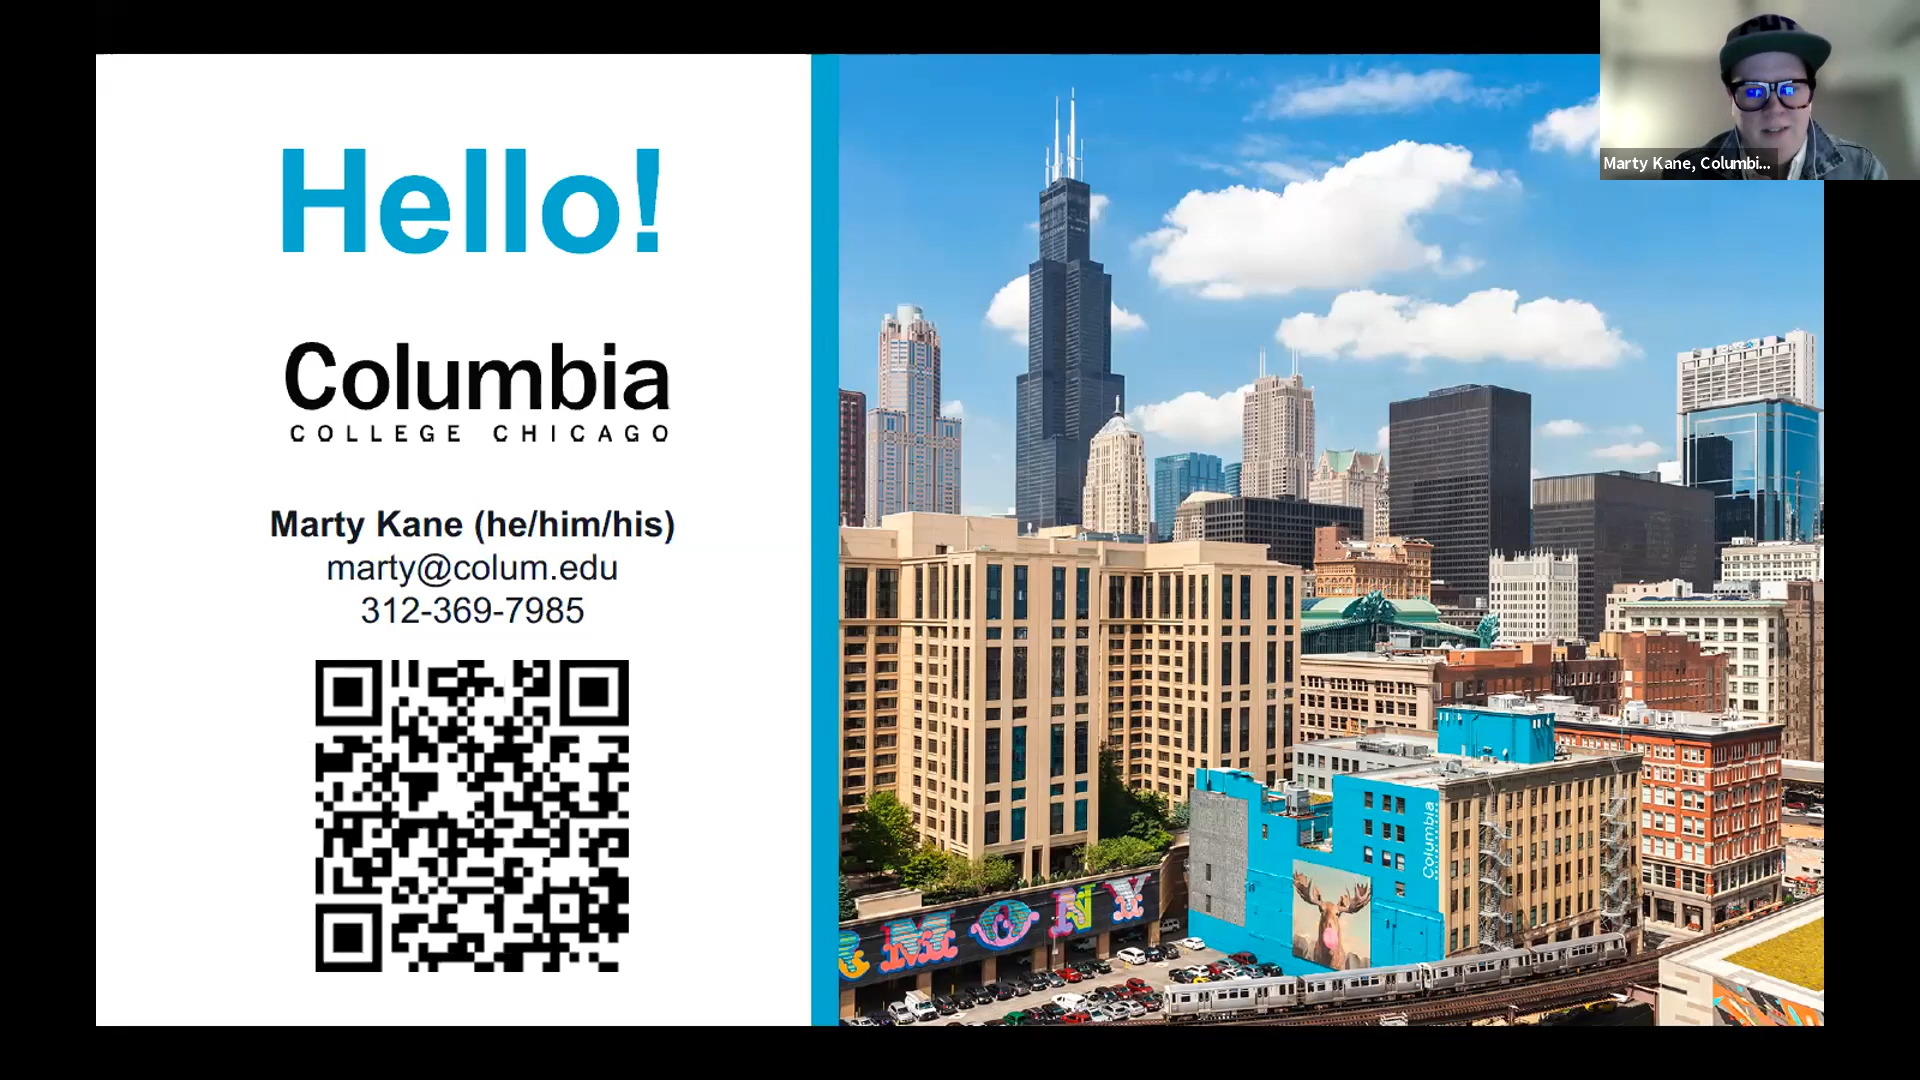 Hello!
Columbia
COLLEGE CHICAGO
Marty Kane (he/him/his)
marty@colum.edu
312-369-7985
Marty Kane, Columbi...
Columbia
MONY